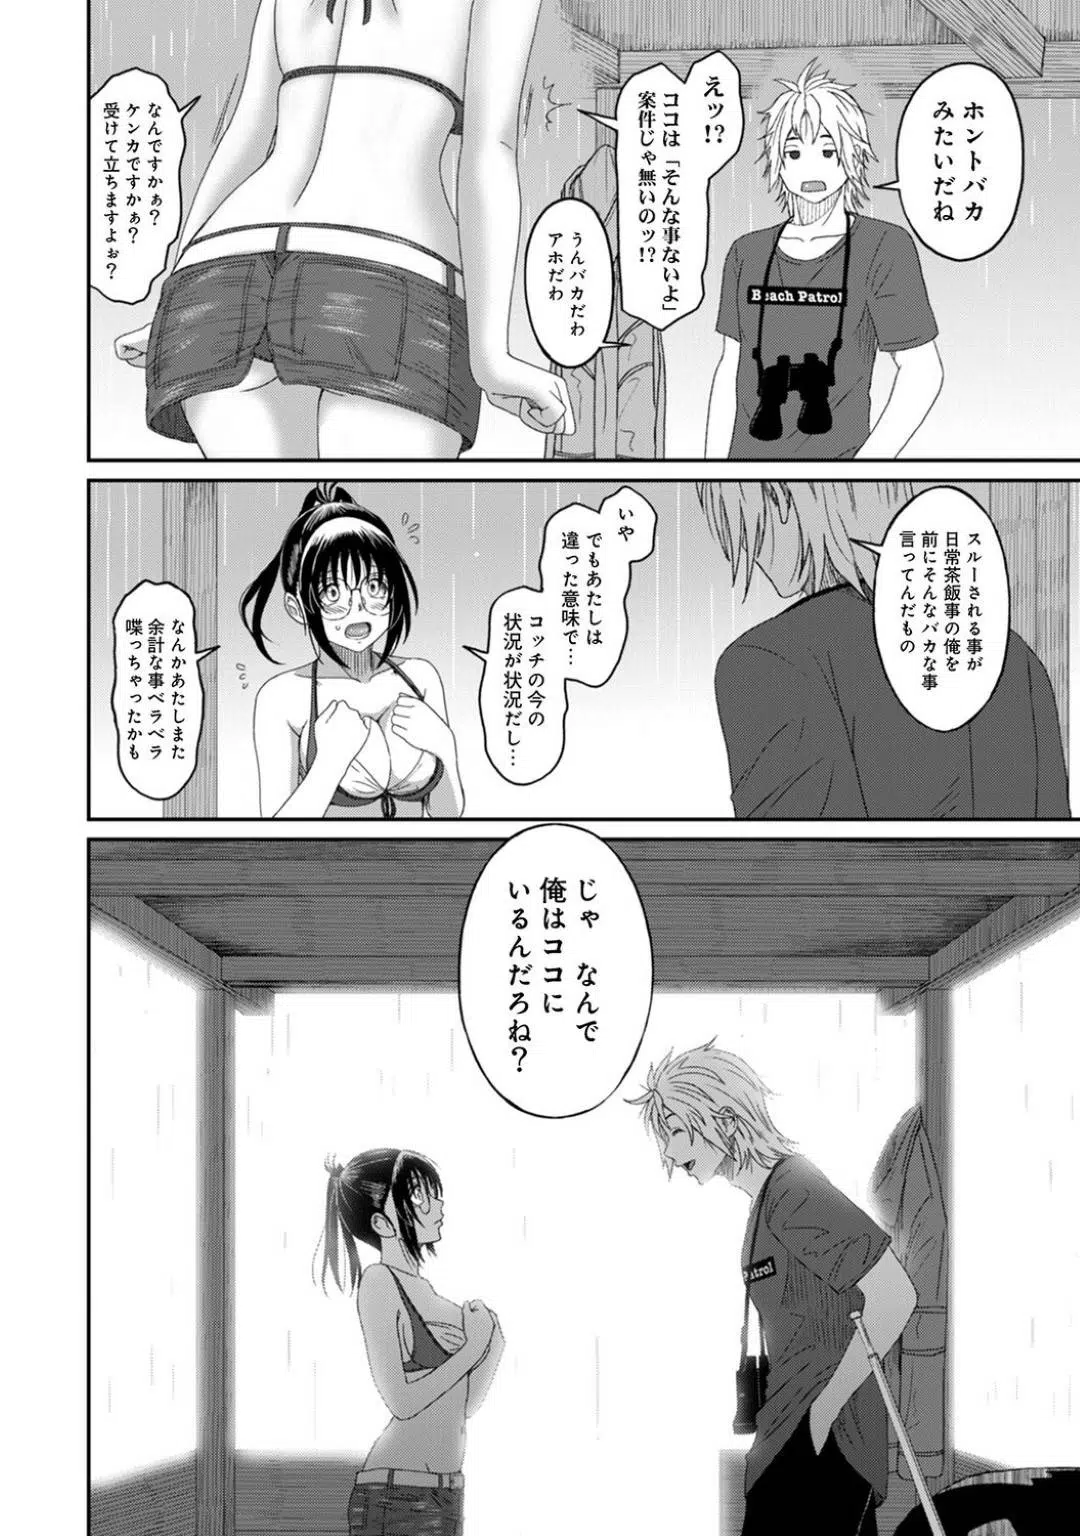 ホントバカ
みたいだね
Beach Patrol
えッ!?
ココは「そんな事ないよ」
案件じゃ無いのッ!?
うんバカだわ
アホだわ
なんですかぁ?
ケンカですかぁ?
受けて立ちますよぉ?
スルーされる事が
日常茶飯事の俺を
前にそんなバカな事
言ってんだもの
いや
でもあたしは
違った意味で…
コッチの今の
状況が状況だし…
なんかあたしまた
余計な事ベラベラ
喋っちゃったかも
じゃ なんで
俺はココに
いるんだろね?
Patrol